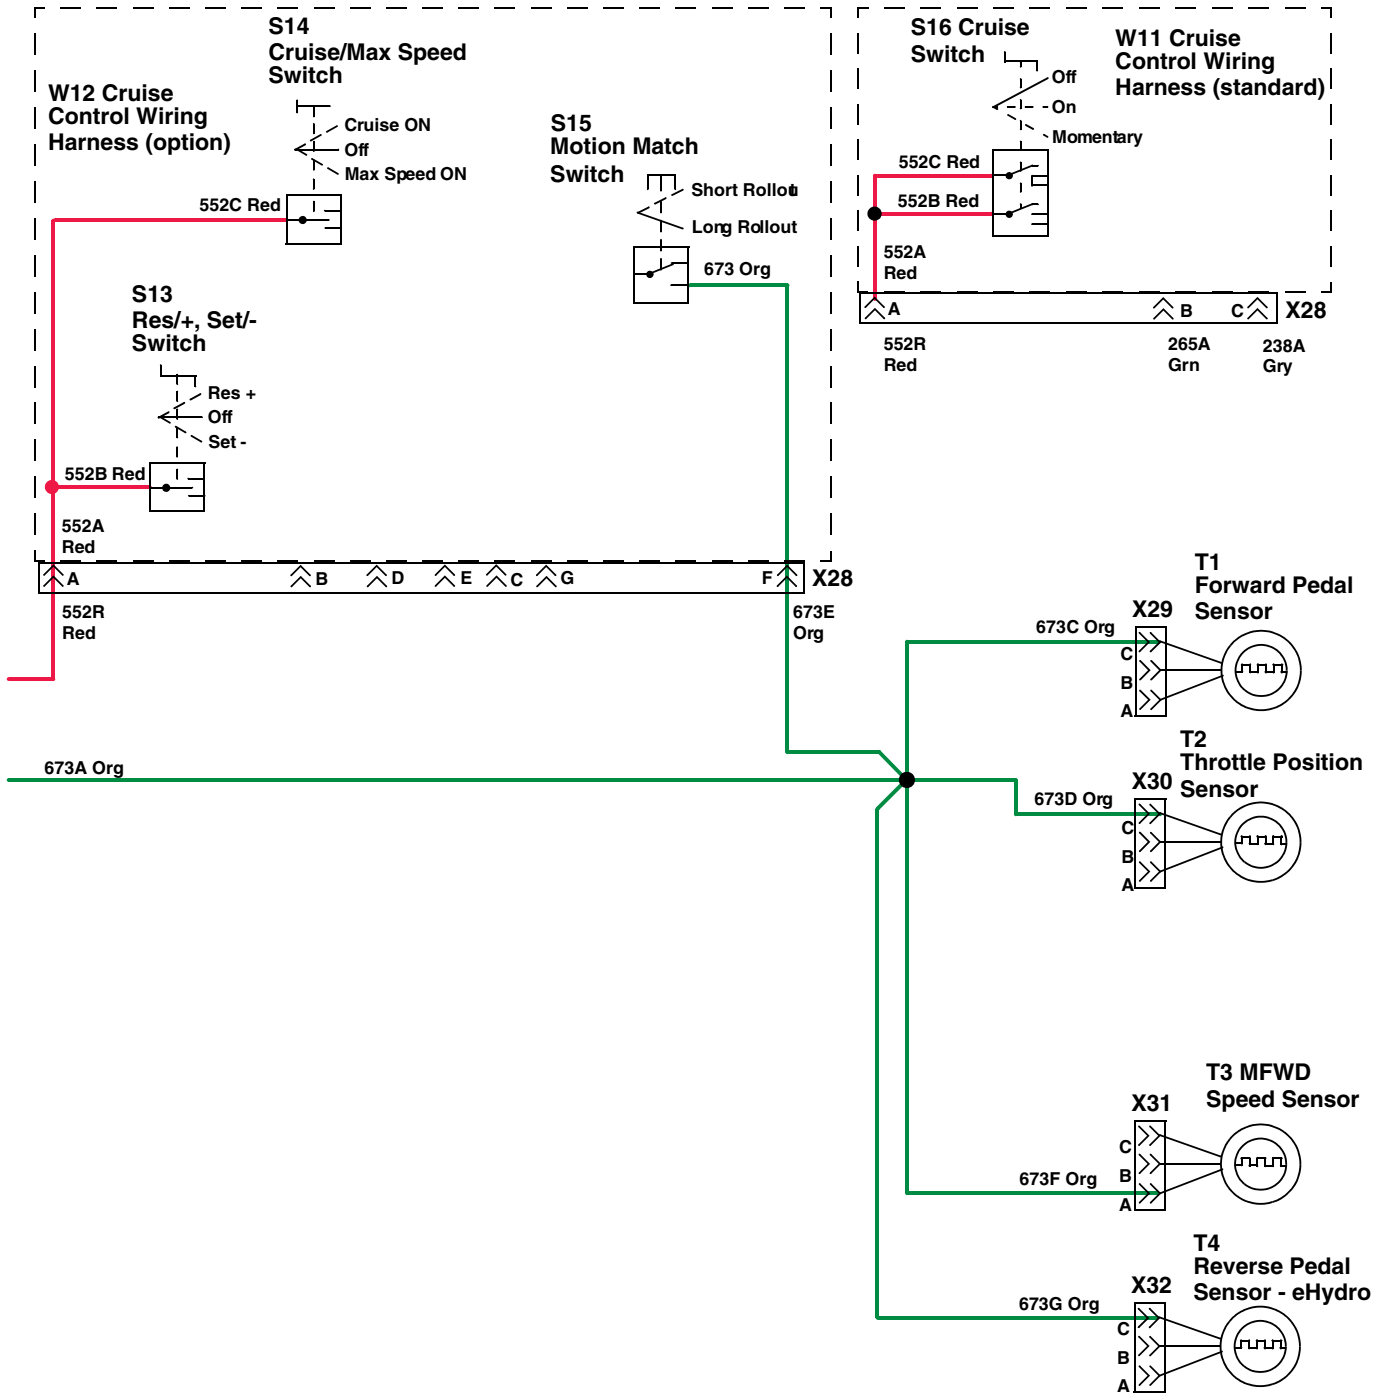 S14
Cruise/Max Speed
Switch
W12 Cruise
Control Wiring
Harness (option)
Cruise ON
Off
Max Speed ON
552C Red
S15
Motion Match
Switch
Short Rollout
Long Rollout
673 Org
S13
Res/+, Set/-
Switch
Res +
Off
Set -
552B Red
552A
Red
A
B
D
E
C
G
F
X28
552R
Red
673E
Org
S16 Cruise
Switch
W11 Cruise
Control Wiring
Harness (standard)
Off
On
Momentary
552C Red
552B Red
552A
Red
A
B
C
X28
552R
Red
265A
Grn
238A
Gry
T1
Forward Pedal
Sensor
X29
673C Org
C
B
A
673A Org
T2
Throttle Position
Sensor
X30
673D Org
C
B
A
T3 MFWD
Speed Sensor
X31
C
B
673F Org
A
T4
Reverse Pedal
Sensor - eHydro
X32
673G Org
C
B
A